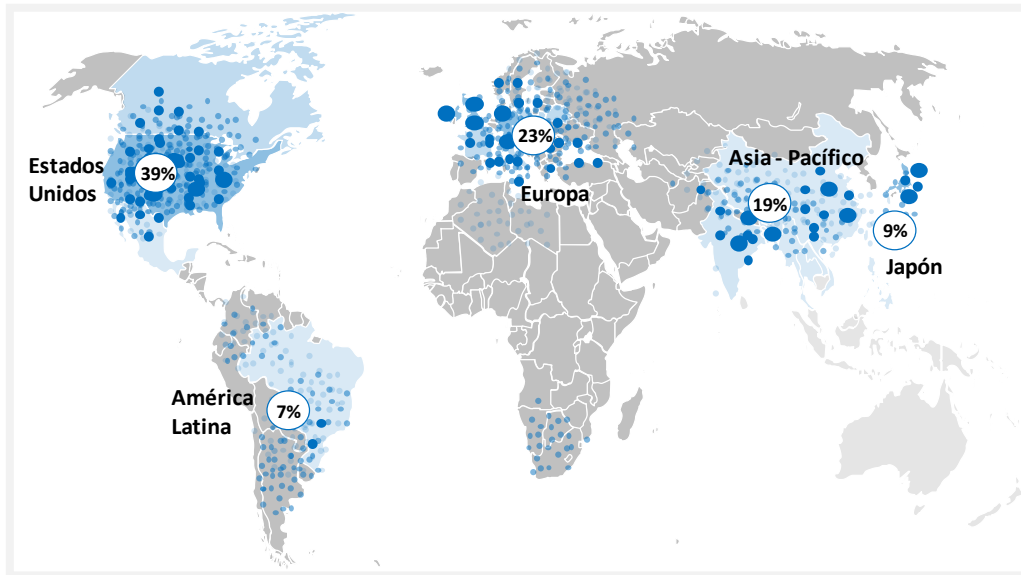 Estados
Unidos
39%
23%
Europa
Asia - Pacífico
19%
9%
Japón
América
Latina
7%